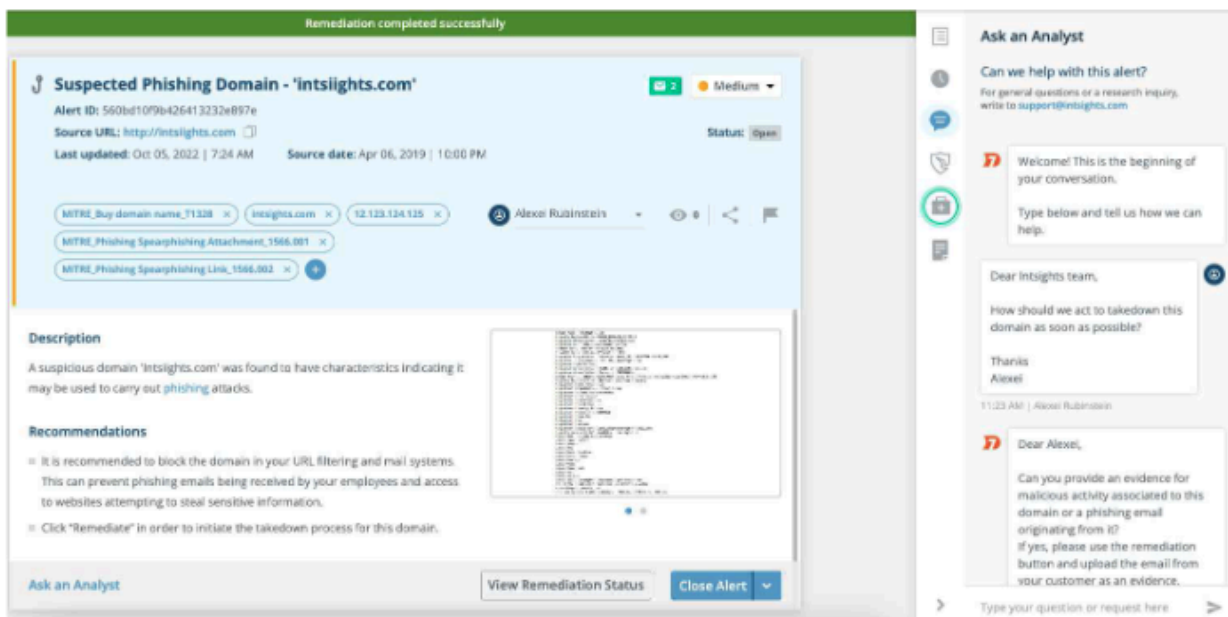 Remediation completed successfully
Suspected Phishing Domain - 'intsiights.com'
2
Medium
Alert ID: 560bd10f9b426413232e897e
Source URL: http://intsiights.com
Status: Open
Last updated: Oct 05, 2022 | 7:24 AM Source date: Apr 06, 2019 | 10:00 PM
MITRE_Buy domain name_T1328 ×
intsights.com ×
12.123.124.125 ×
Alexei Rubinstein
0
MITRE_Phishing Spearphishing Attachment_1566.001 ×
MITRE_Phishing Spearphishing Link_1566.002 ×
Description
A suspicious domain 'intsiights.com' was found to have characteristics indicating it
may be used to carry out phishing attacks.
Recommendations
It is recommended to block the domain in your URL filtering and mail systems.
This can prevent phishing emails being received by your employees and access
to websites attempting to steal sensitive information.
Click "Remediate" in order to initiate the takedown process for this domain.
Ask an Analyst
View Remediation Status
Close Alert
Ask an Analyst
Can we help with this alert?
For general questions or a research inquiry,
write to support@intsights.com
Welcome! This is the beginning of
your conversation.
Type below and tell us how we can
help.
Dear Intsights team,
How should we act to takedown this
domain as soon as possible?
Thanks
Alexei
11:23 AM | Alexei Rubinstein
Dear Alexei,
Can you provide an evidence for
malicious activity associated to this
domain or a phishing email
originating from it?
If yes, please use the remediation
button and upload the email from
your customer as an evidence.
Type your question or request here